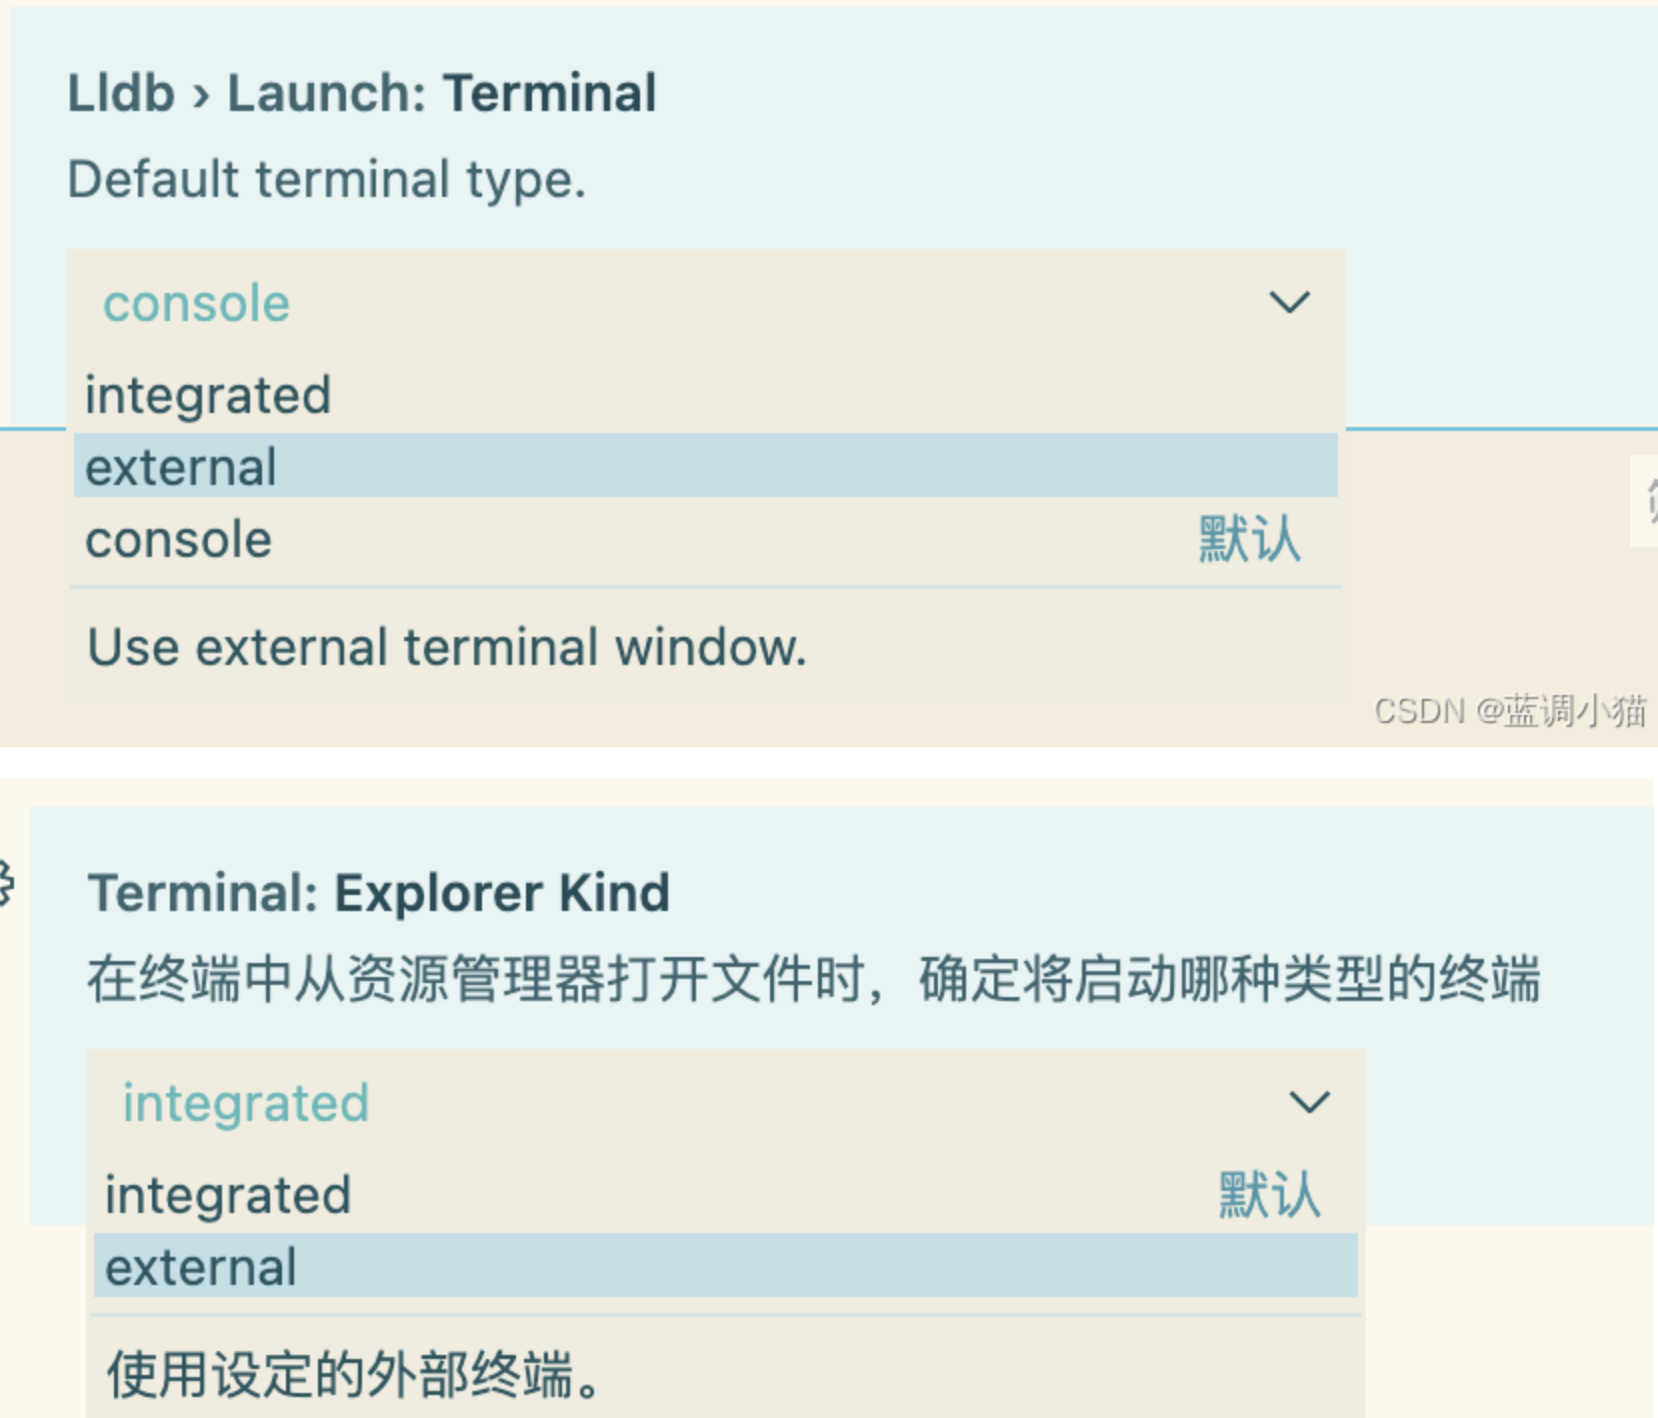 Lldb › Launch: Terminal
Default terminal type.
console
integrated
external
console 默认
Use external terminal window.
CSDN @蓝调小猫
Terminal: Explorer Kind
在终端中从资源管理器打开文件时，确定将启动哪种类型的终端
integrated
integrated 默认
external
使用设定的外部终端。